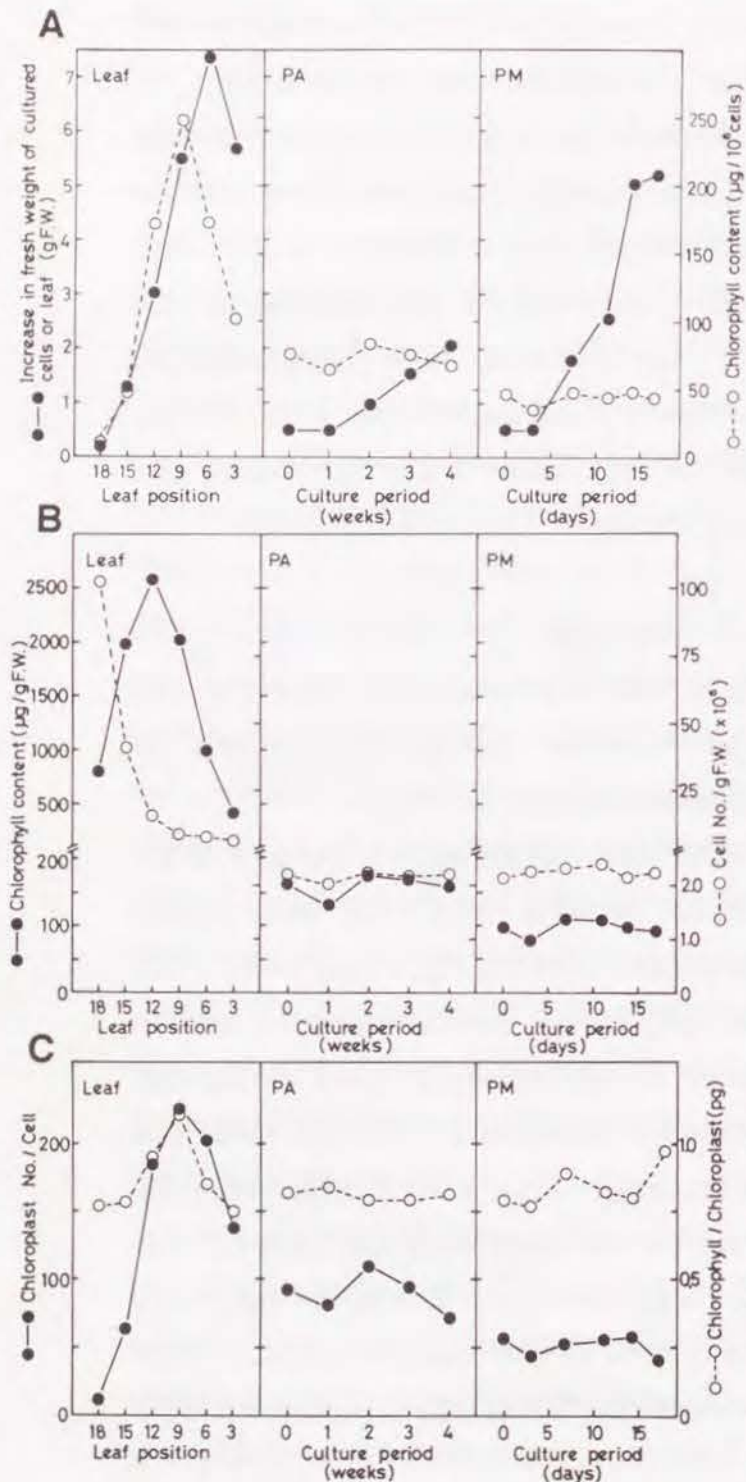 A
Leaf
PA
PM
7
6
5
4
3
2
1
0
250
200
150
100
50
0
●—● Increase in fresh weight of cultured
cells or leaf (g.F.W.)
○---○ Chlorophyll content (µg/10⁶cells)
18 15 12 9 6 3
Leaf position
0 1 2 3 4
Culture period
(weeks)
0 5 10 15
Culture period
(days)
B
Leaf
PA
PM
2500
2000
1500
1000
500
200
100
0
100
75
50
25
2.0
1.0
0
●—● Chlorophyll content (µg/gF.W.)
○---○ Cell No./gF.W. (x10⁶)
18 15 12 9 6 3
Leaf position
0 1 2 3 4
Culture period
(weeks)
0 5 10 15
Culture period
(days)
C
Leaf
PA
PM
200
100
0
1.0
0.5
0
●—● Chloroplast No./Cell
○---○ Chlorophyll/Chloroplast(pg)
18 15 12 9 6 3
Leaf position
0 1 2 3 4
Culture period
(weeks)
0 5 10 15
Culture period
(days)